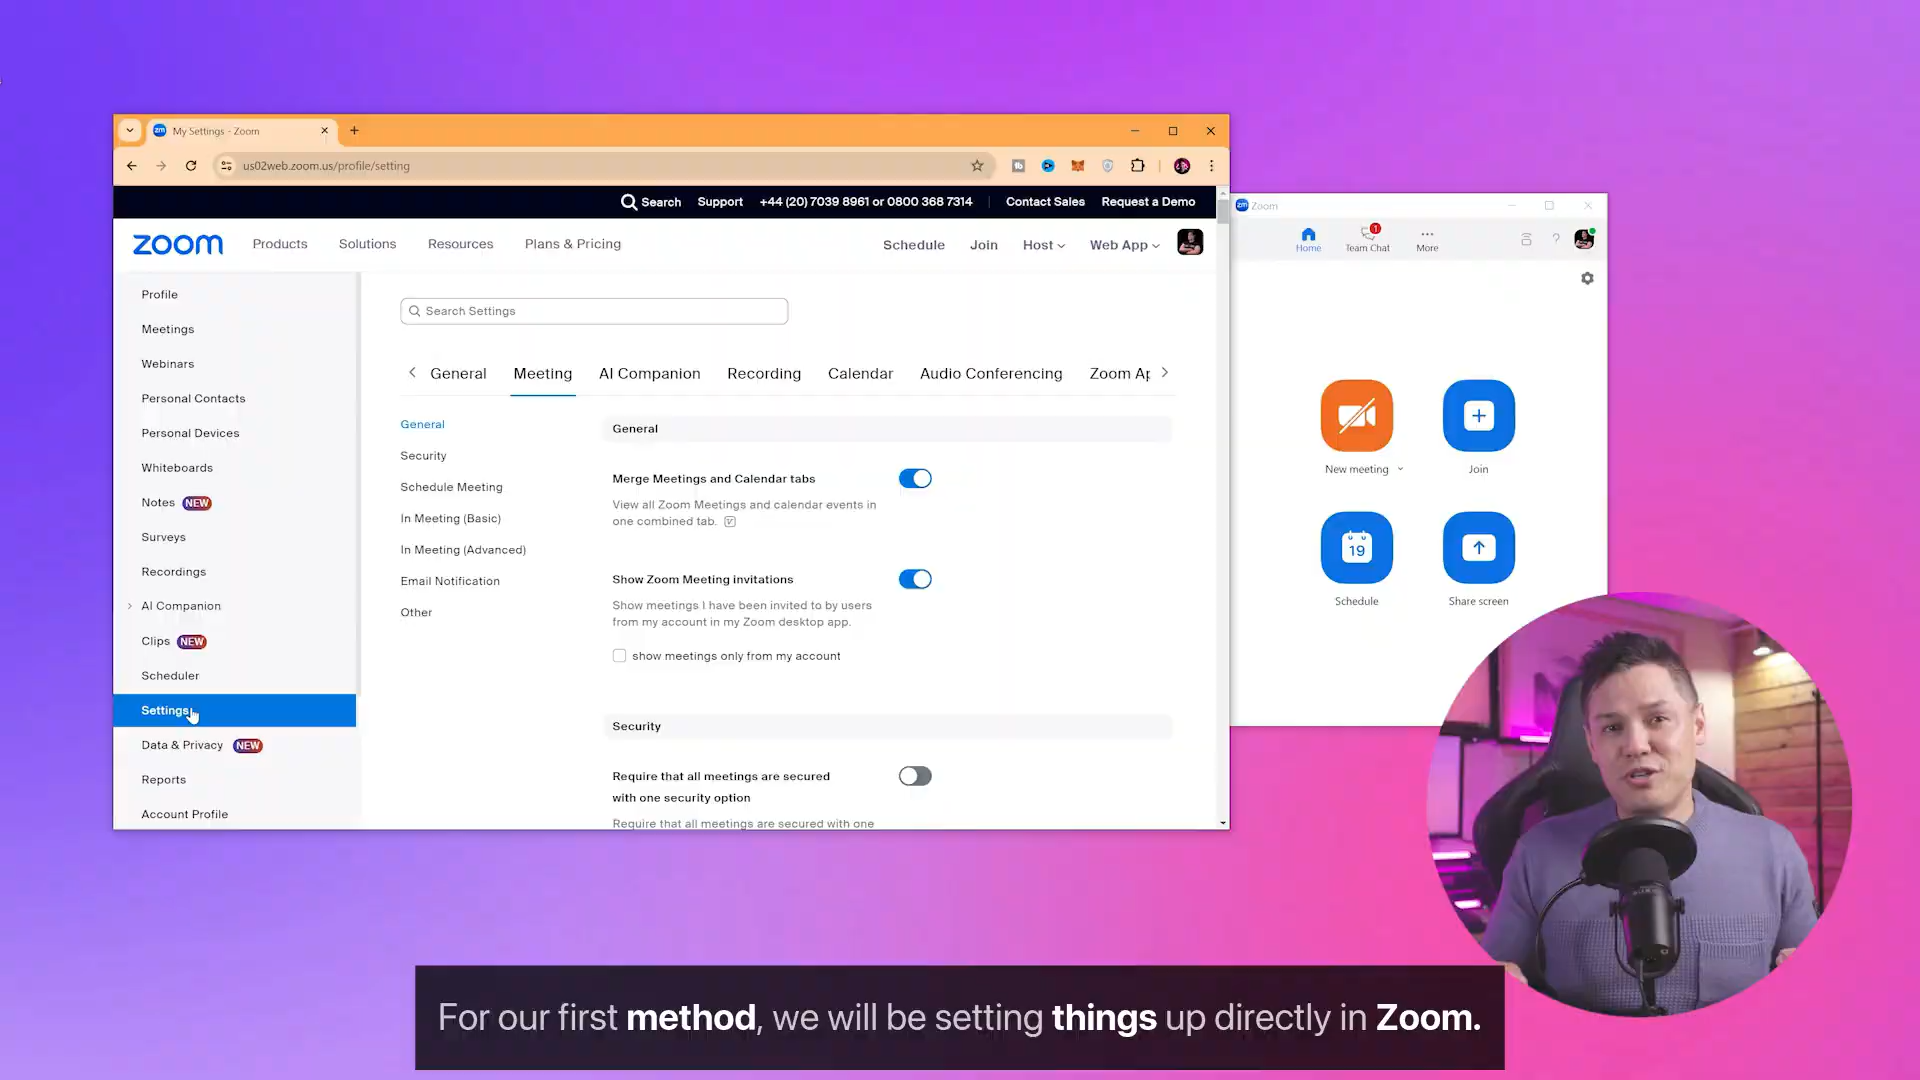 My Settings - Zoom
us02web.zoom.us/profile/setting
Search Support +44 (20) 7039 8961 or 0800 368 7314 Contact Sales Request a Demo
zoom Products Solutions Resources Plans & Pricing Schedule Join Host Web App
Profile
Meetings
Webinars
Personal Contacts
Personal Devices
Whiteboards
Notes NEW
Surveys
Recordings
AI Companion
Clips NEW
Scheduler
Settings
Data & Privacy NEW
Reports
Account Profile
Search Settings
General Meeting AI Companion Recording Calendar Audio Conferencing Zoom Ap
General
Security
Schedule Meeting
In Meeting (Basic)
In Meeting (Advanced)
Email Notification
Other
General
Merge Meetings and Calendar tabs
View all Zoom Meetings and calendar events in
one combined tab.
Show Zoom Meeting invitations
Show meetings I have been invited to by users
from my account in my Zoom desktop app.
show meetings only from my account
Security
Require that all meetings are secured
with one security option
Require that all meetings are secured with one
zm Zoom
Home
1
Team Chat
More
New meeting
Join
19
Schedule
Share screen
For our first method, we will be setting things up directly in Zoom.